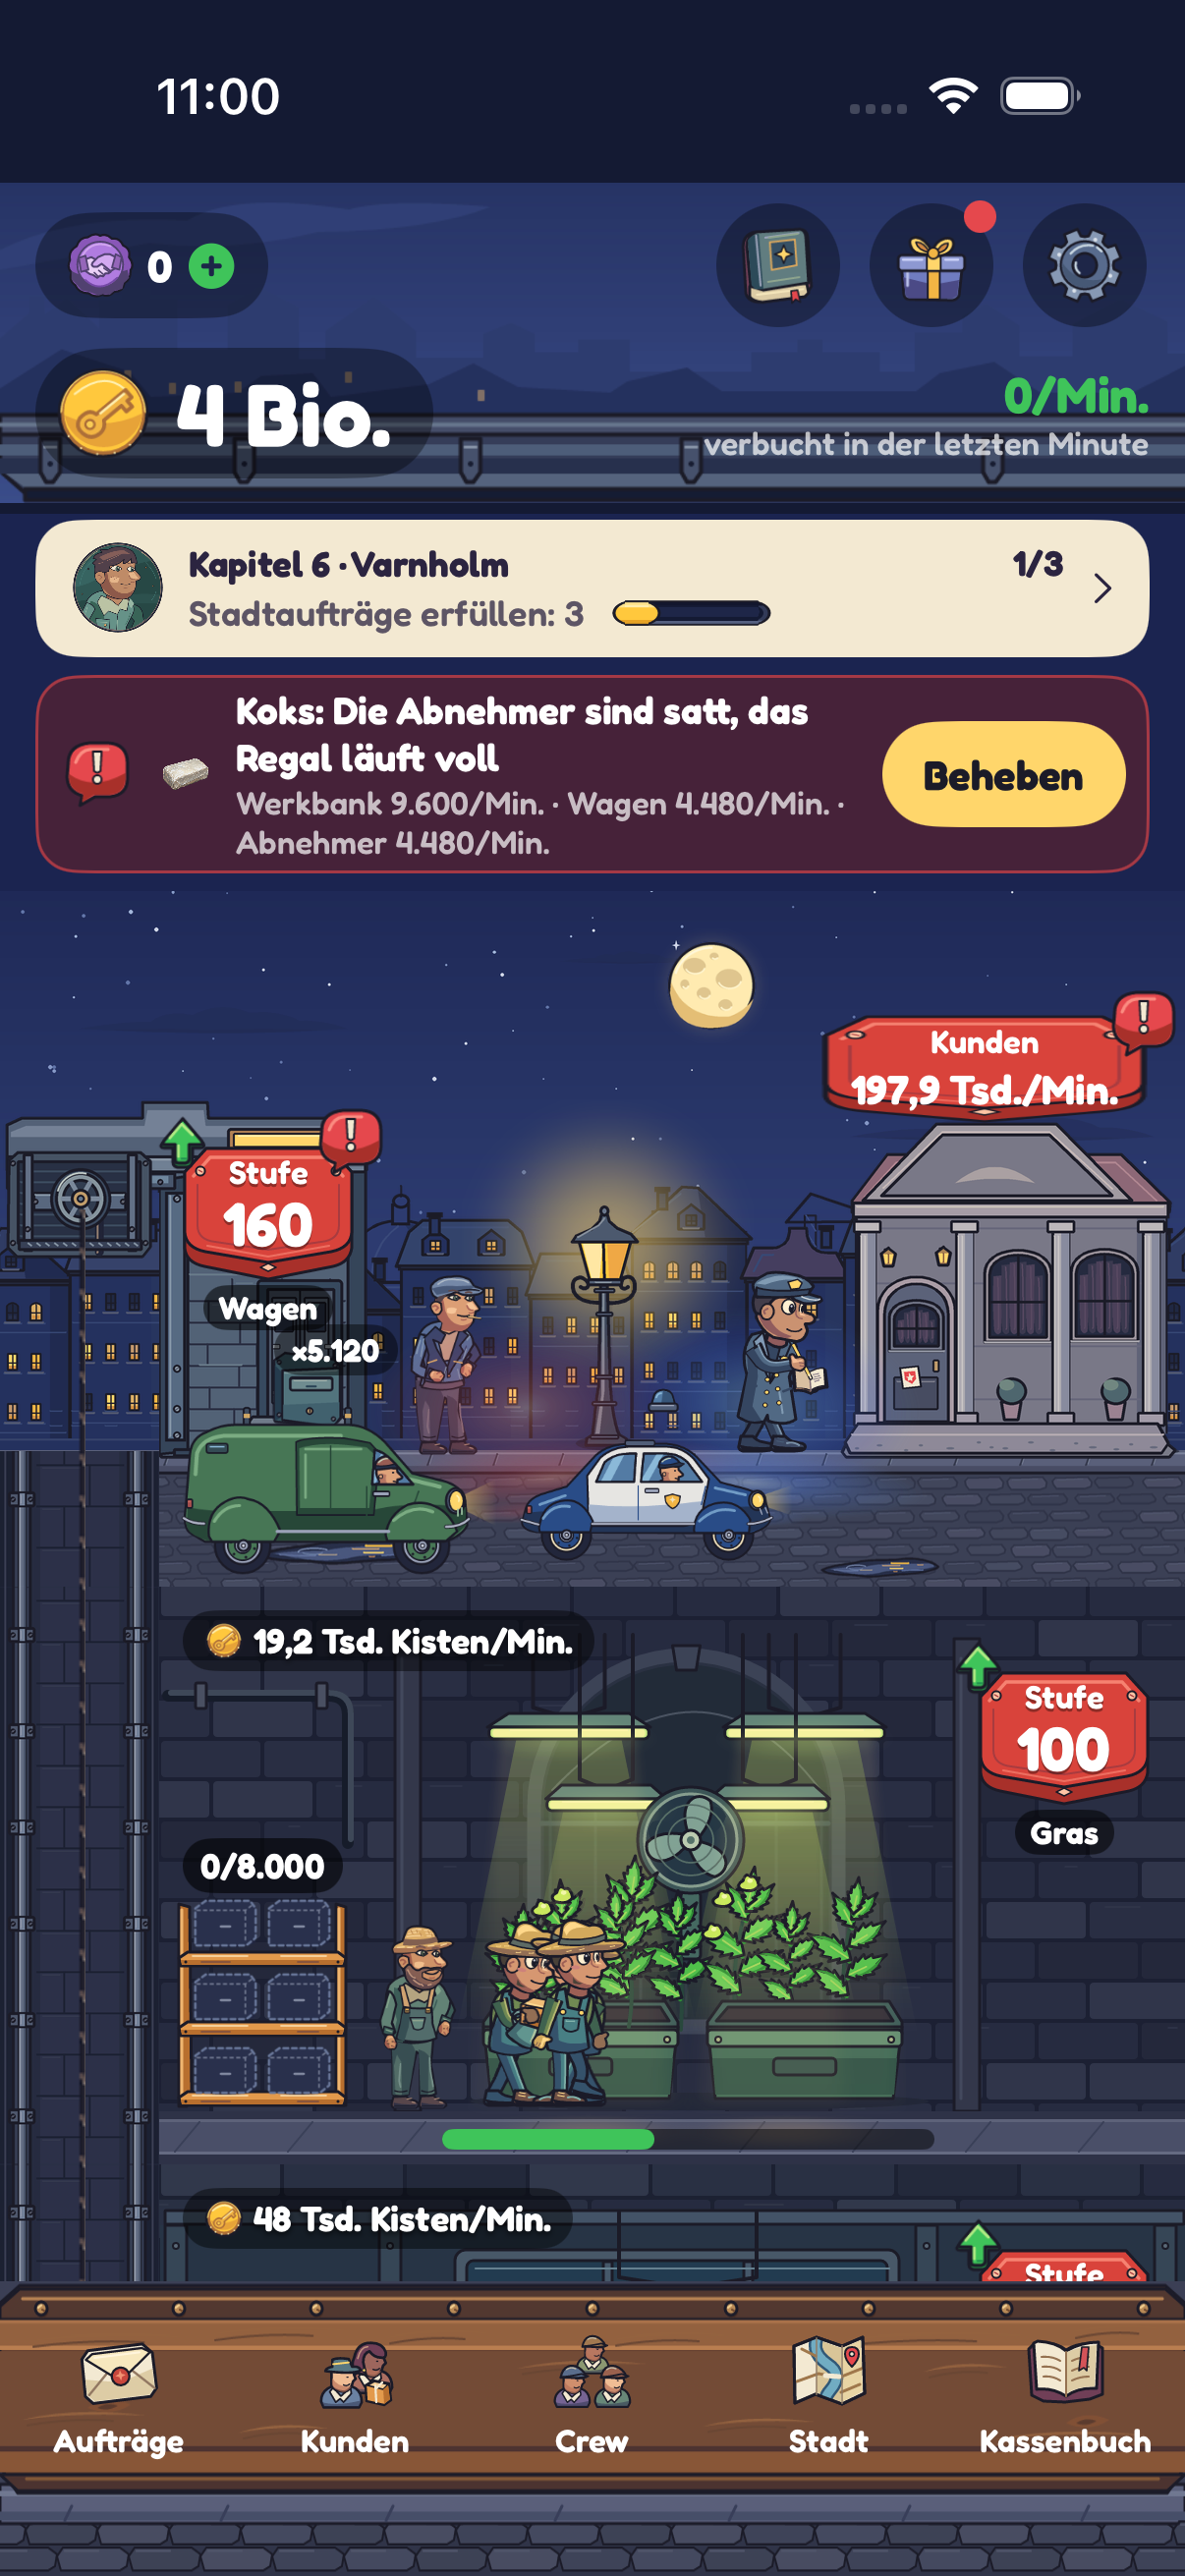 11:00
0
4 Bio.
0/Min.
verbucht in der letzten Minute
Kapitel 6 · Varnholm
1/3
Stadtaufträge erfüllen: 3
Koks: Die Abnehmer sind satt, das
Regal läuft voll
Werkbank 9.600/Min. · Wagen 4.480/Min. ·
Abnehmer 4.480/Min.
Beheben
Kunden
197,9 Tsd./Min.
Stufe
160
Wagen
×5.120
19,2 Tsd. Kisten/Min.
Stufe
100
Gras
0/8.000
48 Tsd. Kisten/Min.
Stufe
Aufträge
Kunden
Crew
Stadt
Kassenbuch